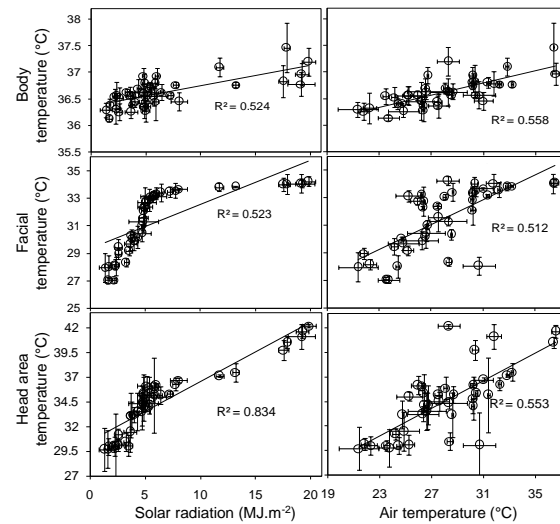 38
37.5
37
36.5
36
35.5
R² = 0.524
R² = 0.558
Body
temperature (°C)
35
33
31
29
27
25
R² = 0.523
R² = 0.512
Facial
temperature (°C)
42
39.5
37
34.5
32
29.5
27
R² = 0.834
R² = 0.553
Head area
temperature (°C)
0 5 10 15 20
19 23 27 31 35
Solar radiation (MJ.m⁻²)
Air temperature (°C)